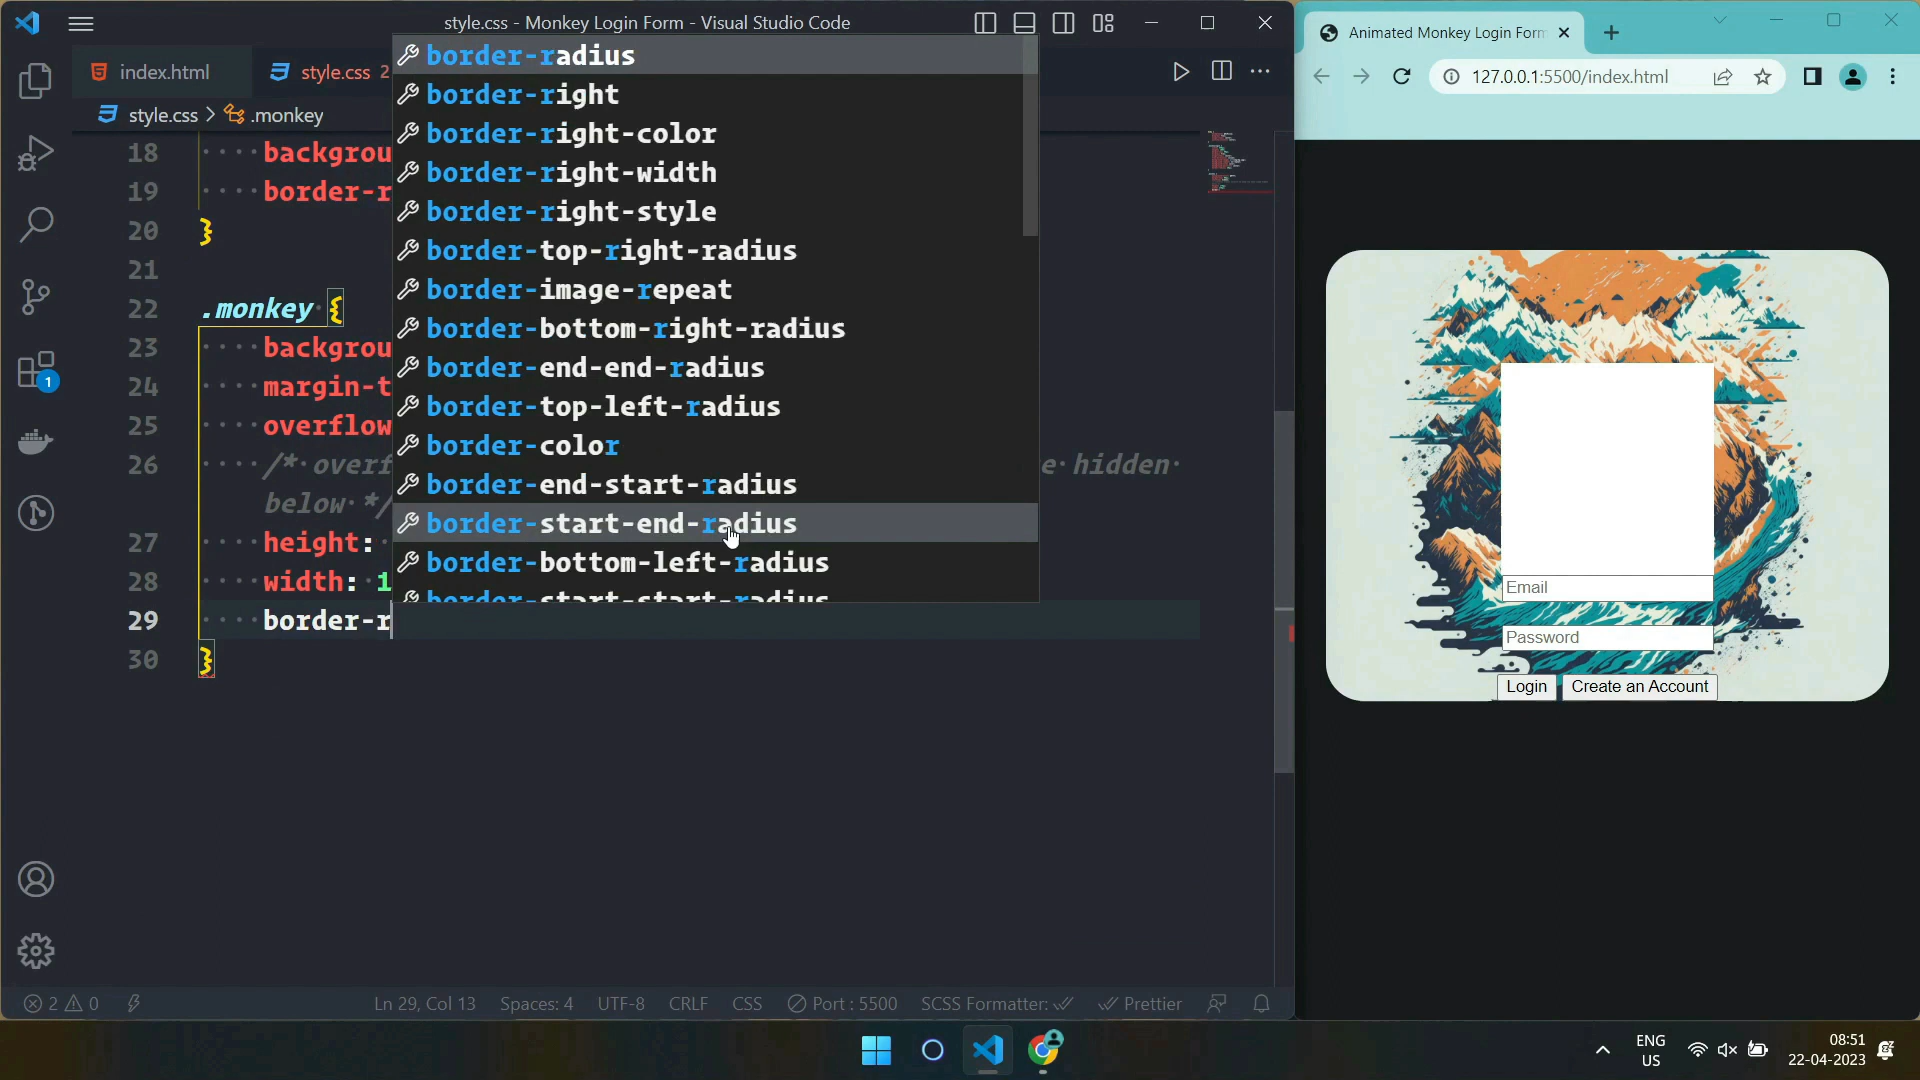 style.css - Monkey Login Form - Visual Studio Code
index.html
style.css 2
style.css > .monkey
18 backgrou
19 border-r
20 }
21
22 .monkey {
23 backgrou
24 margin-t
25 overflow
26 /* overf e hidden
below */
27 height:
28 width: 1
29 border-r
30 }
border-radius
border-right
border-right-color
border-right-width
border-right-style
border-top-right-radius
border-image-repeat
border-bottom-right-radius
border-end-end-radius
border-top-left-radius
border-color
border-end-start-radius
border-start-end-radius
border-bottom-left-radius
border-start-start-radius
1
2 0
Ln 29, Col 13
Spaces: 4
UTF-8
CRLF
CSS
Port : 5500
SCSS Formatter:
Prettier
Animated Monkey Login Form
127.0.0.1:5500/index.html
Email
Password
Login
Create an Account
ENG
US
08:51
22-04-2023